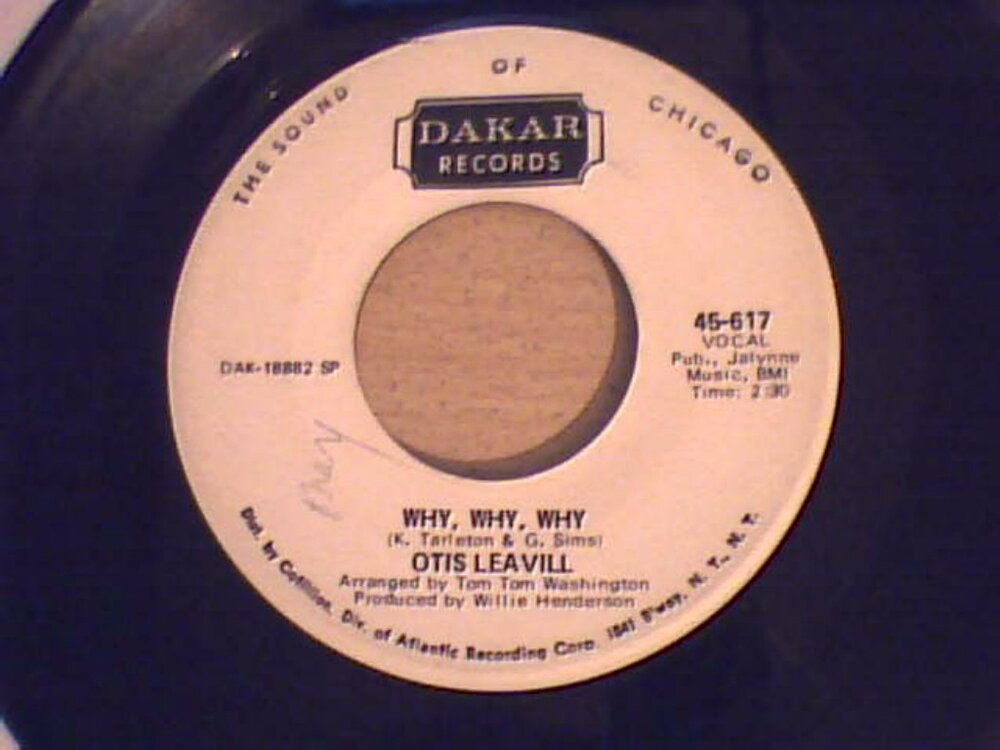 THE SOUND OF CHICAGO
DAKAR
RECORDS
45-617
VOCAL
Pub., Jalynne
Music, BMI
Time: 2:30
DAK-18882 SP
WHY, WHY, WHY
(K. Tarleton & G. Sims)
OTIS LEAVILL
Arranged by Tom Tom Washington
Produced by Willie Henderson
Dist. by Cotillion, Div. of Atlantic Recording Corp. 1841 B'way, N. Y., N. Y.